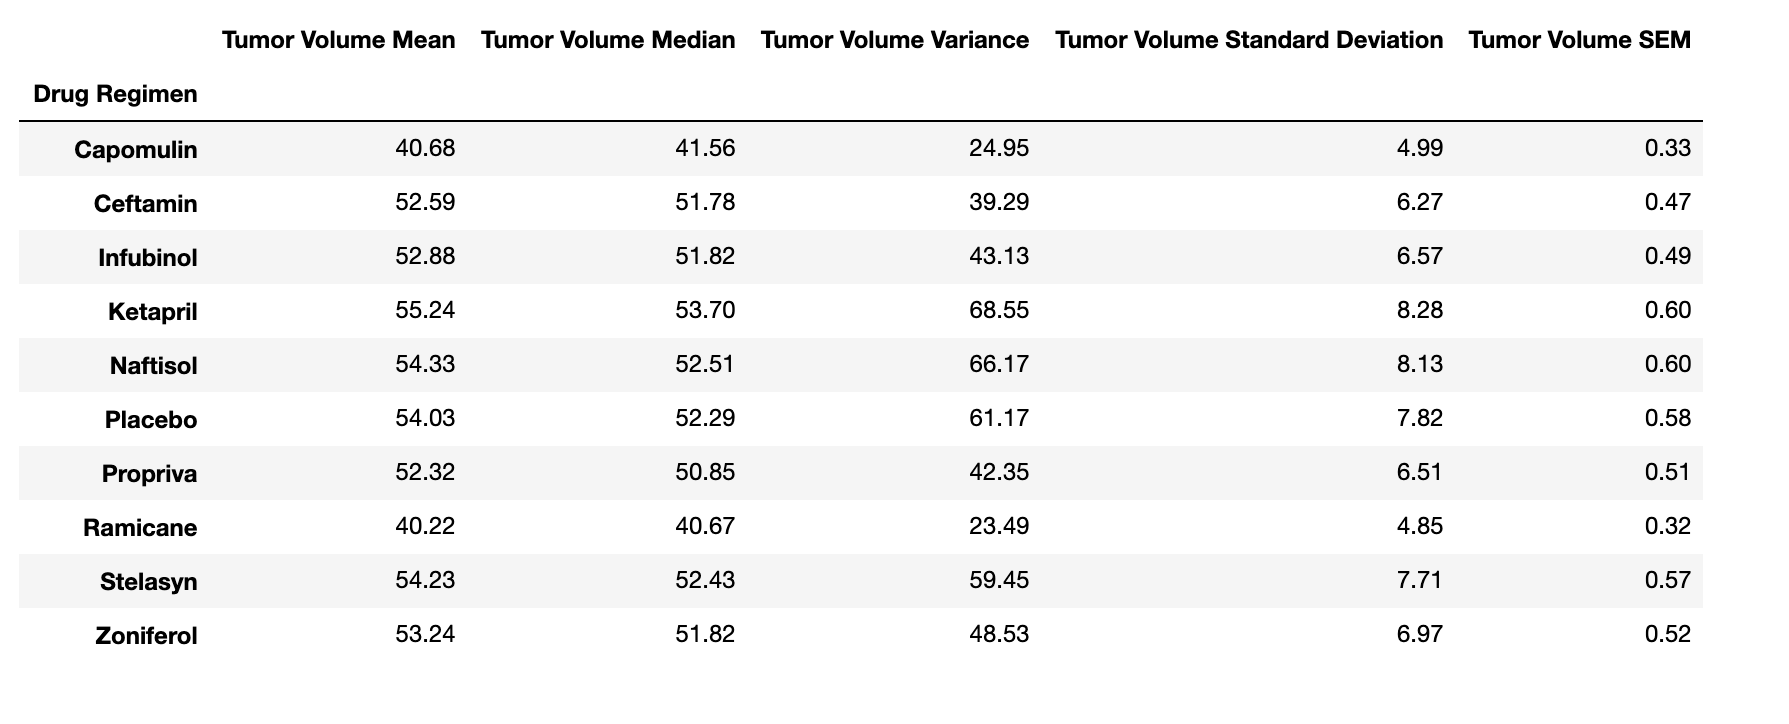 Tumor Volume Mean Tumor Volume Median Tumor Volume Variance Tumor Volume Standard Deviation Tumor Volume SEM
Drug Regimen
Capomulin 40.68 41.56 24.95 4.99 0.33
Ceftamin 52.59 51.78 39.29 6.27 0.47
Infubinol 52.88 51.82 43.13 6.57 0.49
Ketapril 55.24 53.70 68.55 8.28 0.60
Naftisol 54.33 52.51 66.17 8.13 0.60
Placebo 54.03 52.29 61.17 7.82 0.58
Propriva 52.32 50.85 42.35 6.51 0.51
Ramicane 40.22 40.67 23.49 4.85 0.32
Stelasyn 54.23 52.43 59.45 7.71 0.57
Zoniferol 53.24 51.82 48.53 6.97 0.52